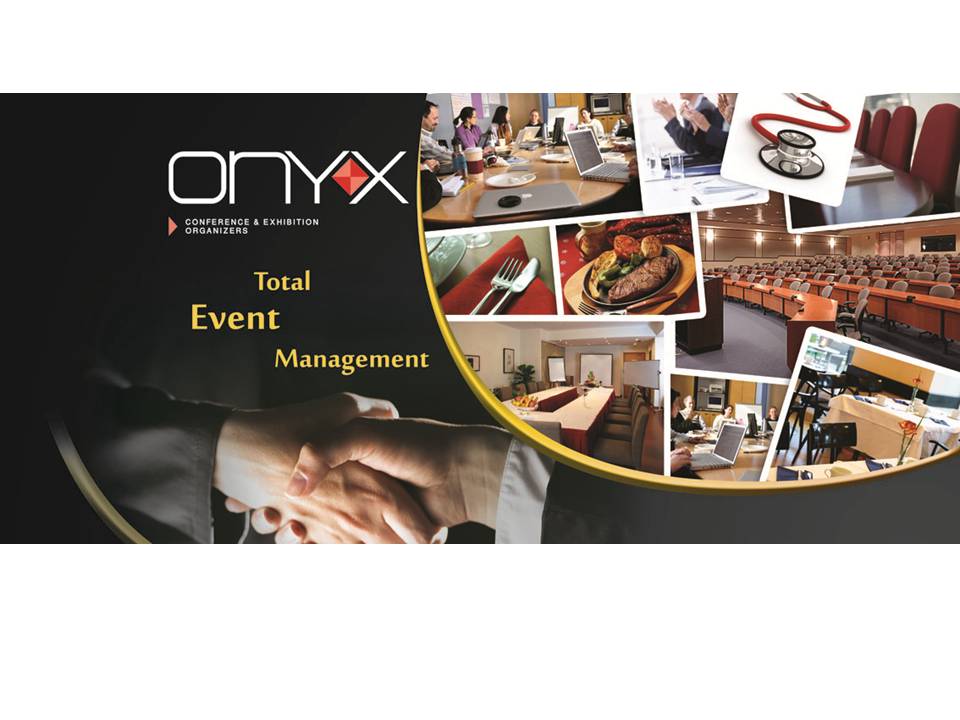 ONYX
CONFERENCE & EXHIBITION
ORGANIZERS
Total
Event
Management